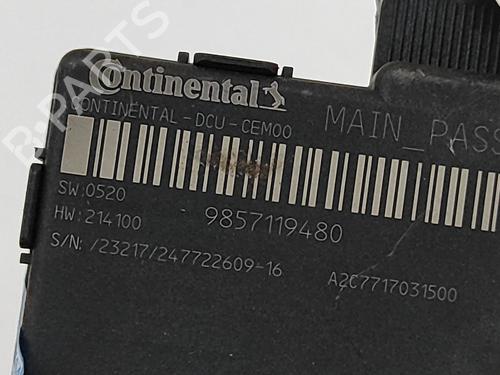 Continental
CONTINENTAL-DCU-CEM00
MAIN_PASS
SW:0520
HW:214100
9857119480
S/N: /23217/247722609-16
A2C7717031500
B-PARTS